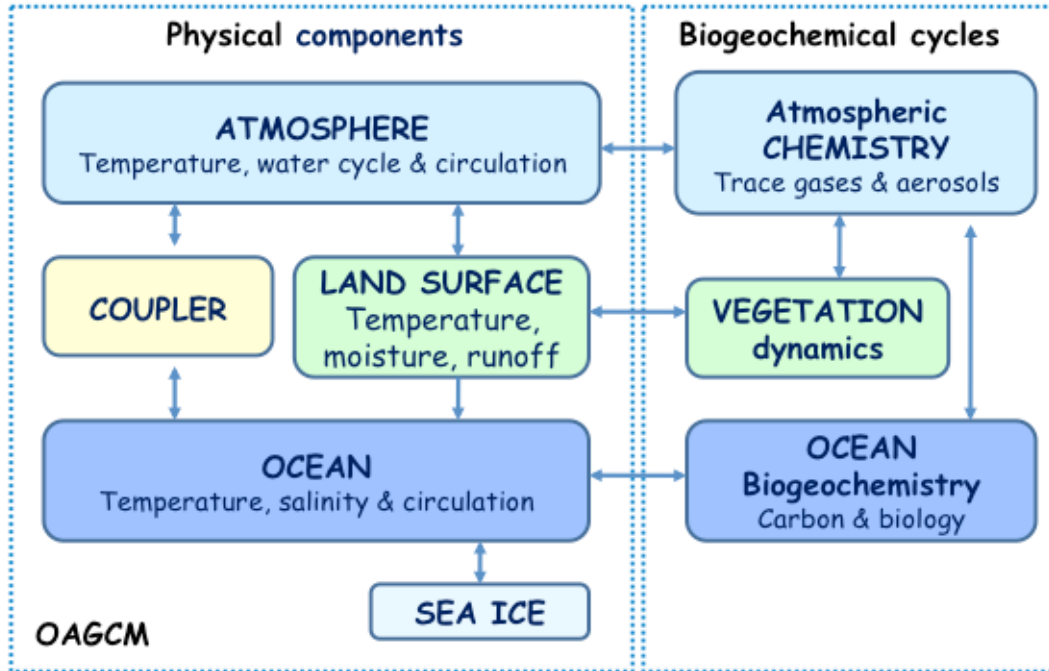 Physical components
ATMOSPHERE
Temperature, water cycle & circulation
COUPLER
LAND SURFACE
Temperature,
moisture, runoff
OCEAN
Temperature, salinity & circulation
SEA ICE
OAGCM
Biogeochemical cycles
Atmospheric
CHEMISTRY
Trace gases & aerosols
VEGETATION
dynamics
OCEAN
Biogeochemistry
Carbon & biology